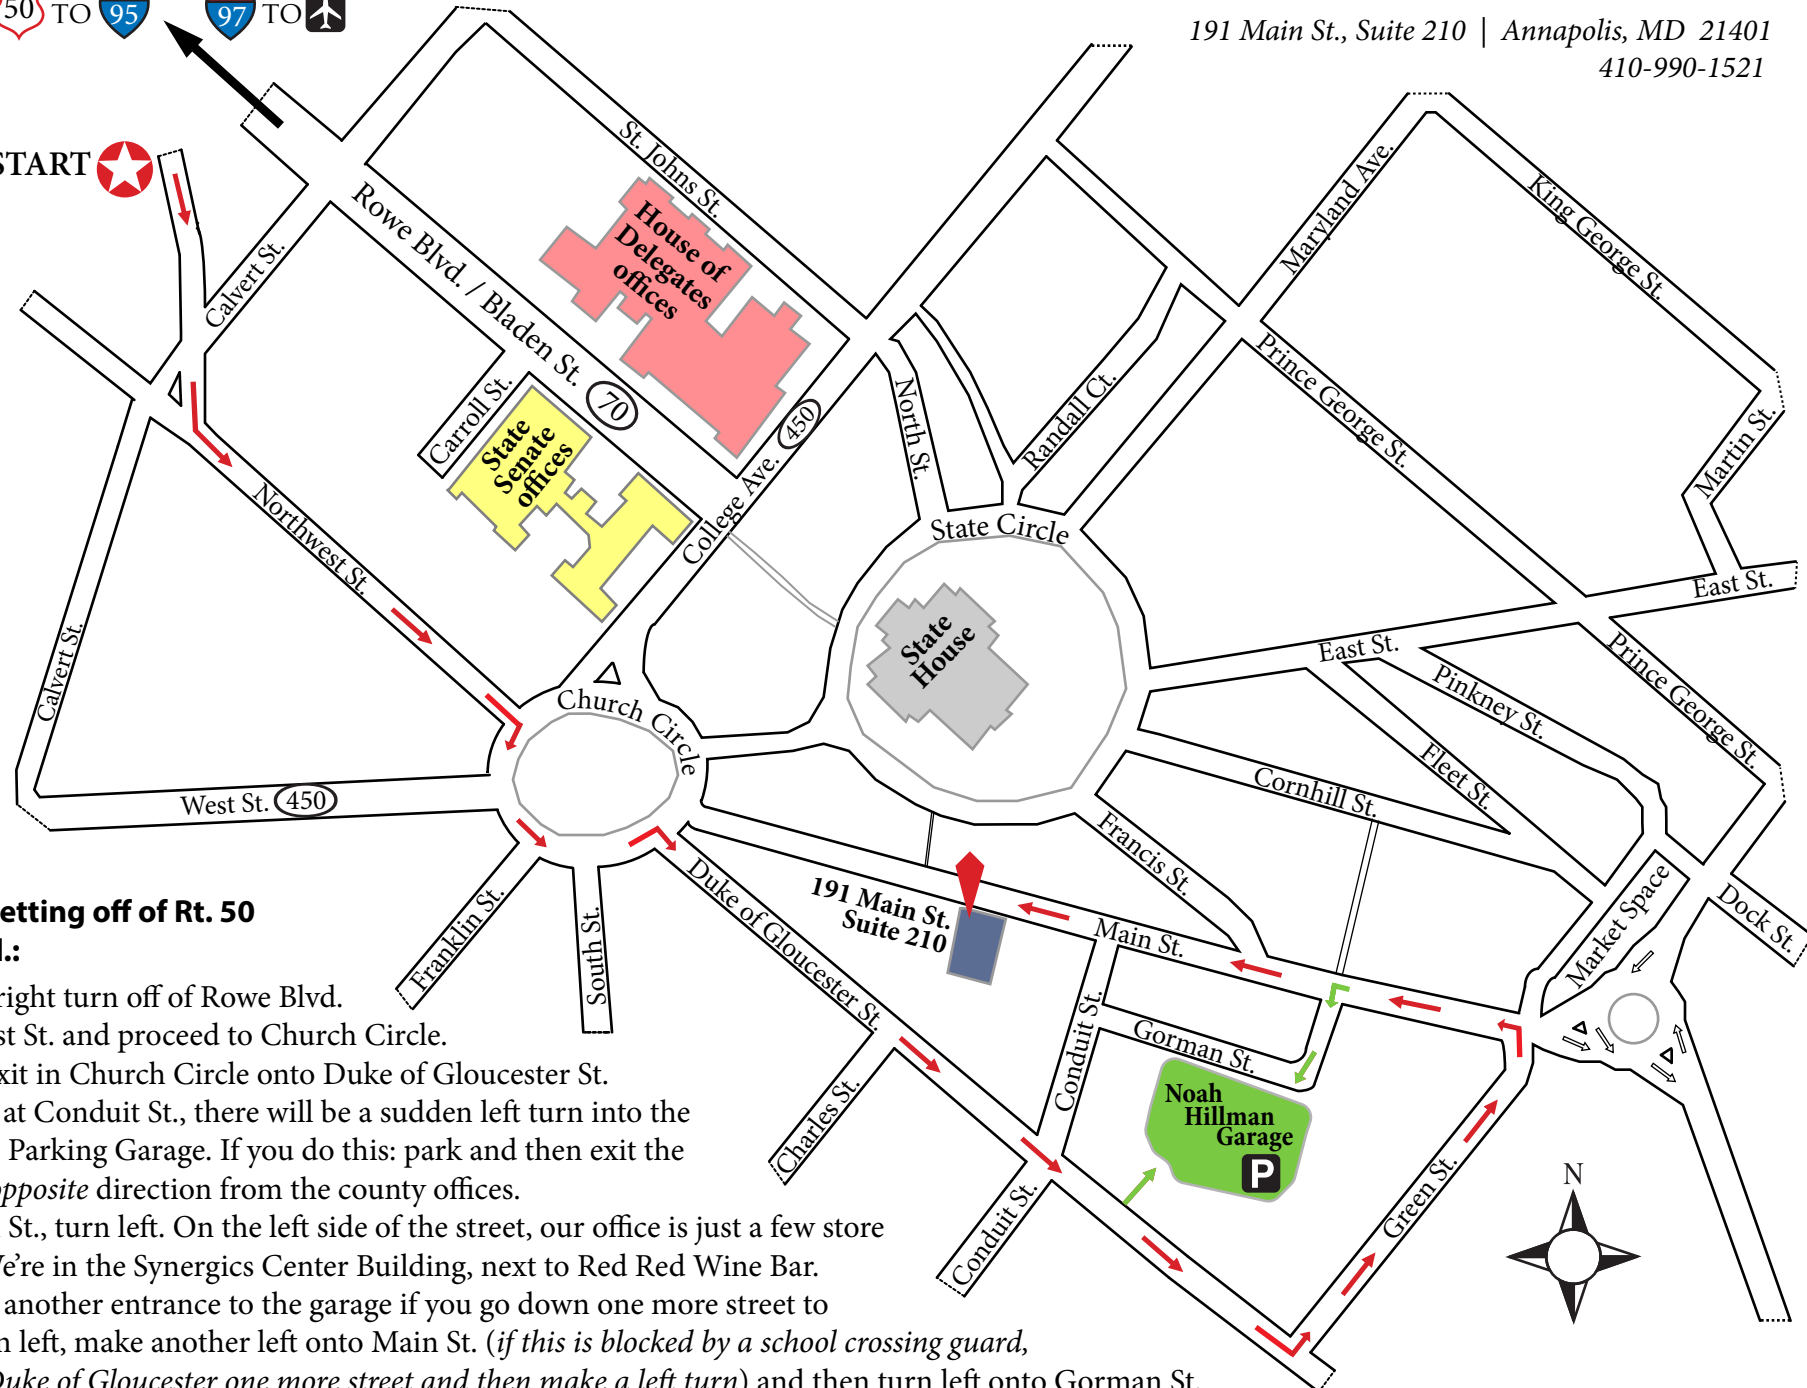 50 TO 95 97 TO
191 Main St., Suite 210 | Annapolis, MD 21401
410-990-1521
START
St. Johns St.
Rowe Blvd. / Bladen St.
70
House of
Delegates
offices
Calvert St.
Carroll St.
State
Senate
offices
College Ave.
450
North St.
Randall Ct.
Maryland Ave.
King George St.
Prince George St.
Martin St.
East St.
State Circle
State
House
Northwest St.
Calvert St.
Church Circle
West St. 450
East St.
Pinkney St.
Prince George St.
Fleet St.
Cornhill St.
Francis St.
Market Space
Dock St.
191 Main St.
Suite 210
Main St.
Duke of Gloucester St.
Franklin St.
South St.
Charles St.
Conduit St.
Gorman St.
Noah
Hillman
Garage
P
Conduit St.
Green St.
N
etting off of Rt. 50
l.:
right turn off of Rowe Blvd.
st St. and proceed to Church Circle.
xit in Church Circle onto Duke of Gloucester St.
at Conduit St., there will be a sudden left turn into the
Parking Garage. If you do this: park and then exit the
opposite direction from the county offices.
St., turn left. On the left side of the street, our office is just a few store
We’re in the Synergics Center Building, next to Red Red Wine Bar.
another entrance to the garage if you go down one more street to
n left, make another left onto Main St. (if this is blocked by a school crossing guard,
Duke of Gloucester one more street and then make a left turn) and then turn left onto Gorman St.